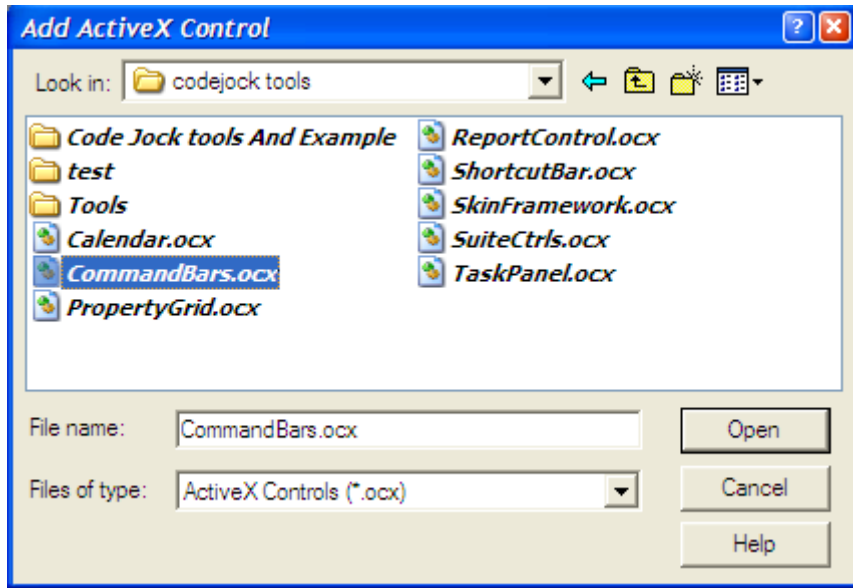 Add ActiveX Control
Look in: codejock tools
Code Jock tools And Example
test
Tools
Calendar.ocx
CommandBars.ocx
PropertyGrid.ocx
ReportControl.ocx
ShortcutBar.ocx
SkinFramework.ocx
SuiteCtrls.ocx
TaskPanel.ocx
File name: CommandBars.ocx Open
Files of type: ActiveX Controls (*.ocx) Cancel
Help